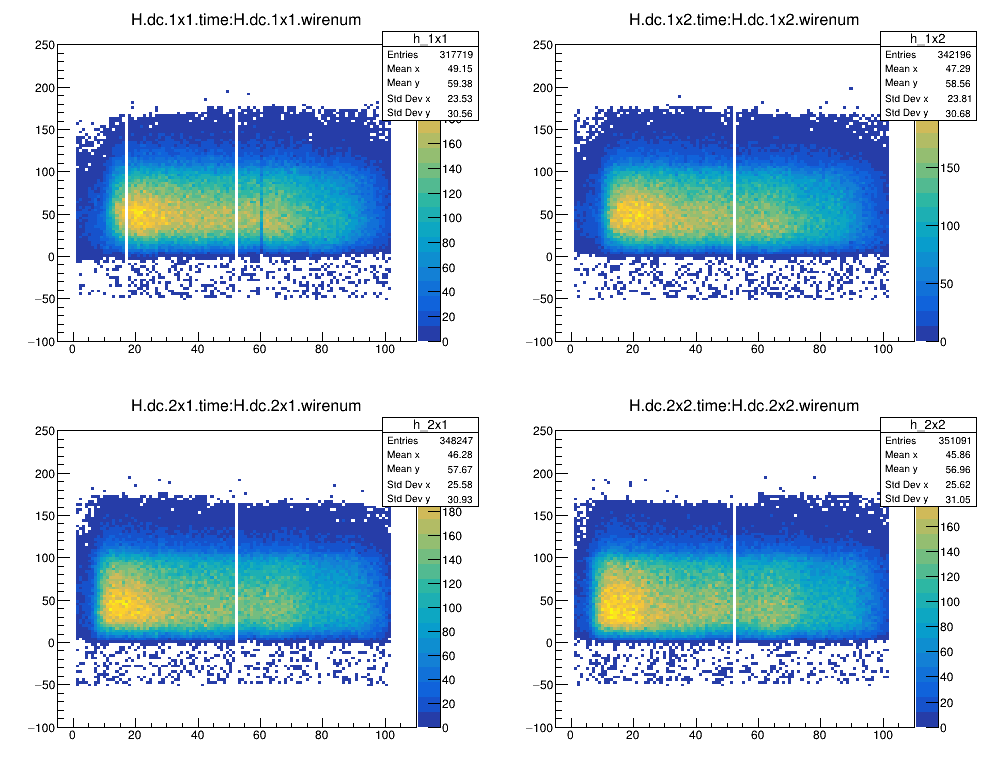 H.dc.1x1.time:H.dc.1x1.wirenum
h_1x1
Entries 317719
Mean x 49.15
Mean y 59.38
Std Dev x 23.53
Std Dev y 30.56
250
200
150
100
50
0
−50
−100
0 20 40 60 80 100
160
140
120
100
80
60
40
20
0
H.dc.1x2.time:H.dc.1x2.wirenum
h_1x2
Entries 342196
Mean x 47.29
Mean y 58.56
Std Dev x 23.81
Std Dev y 30.68
250
200
150
100
50
0
−50
−100
0 20 40 60 80 100
150
100
50
0
H.dc.2x1.time:H.dc.2x1.wirenum
h_2x1
Entries 348247
Mean x 46.28
Mean y 57.67
Std Dev x 25.58
Std Dev y 30.93
250
200
150
100
50
0
−50
−100
0 20 40 60 80 100
180
160
140
120
100
80
60
40
20
0
H.dc.2x2.time:H.dc.2x2.wirenum
h_2x2
Entries 351091
Mean x 45.86
Mean y 56.96
Std Dev x 25.62
Std Dev y 31.05
250
200
150
100
50
0
−50
−100
0 20 40 60 80 100
160
140
120
100
80
60
40
20
0